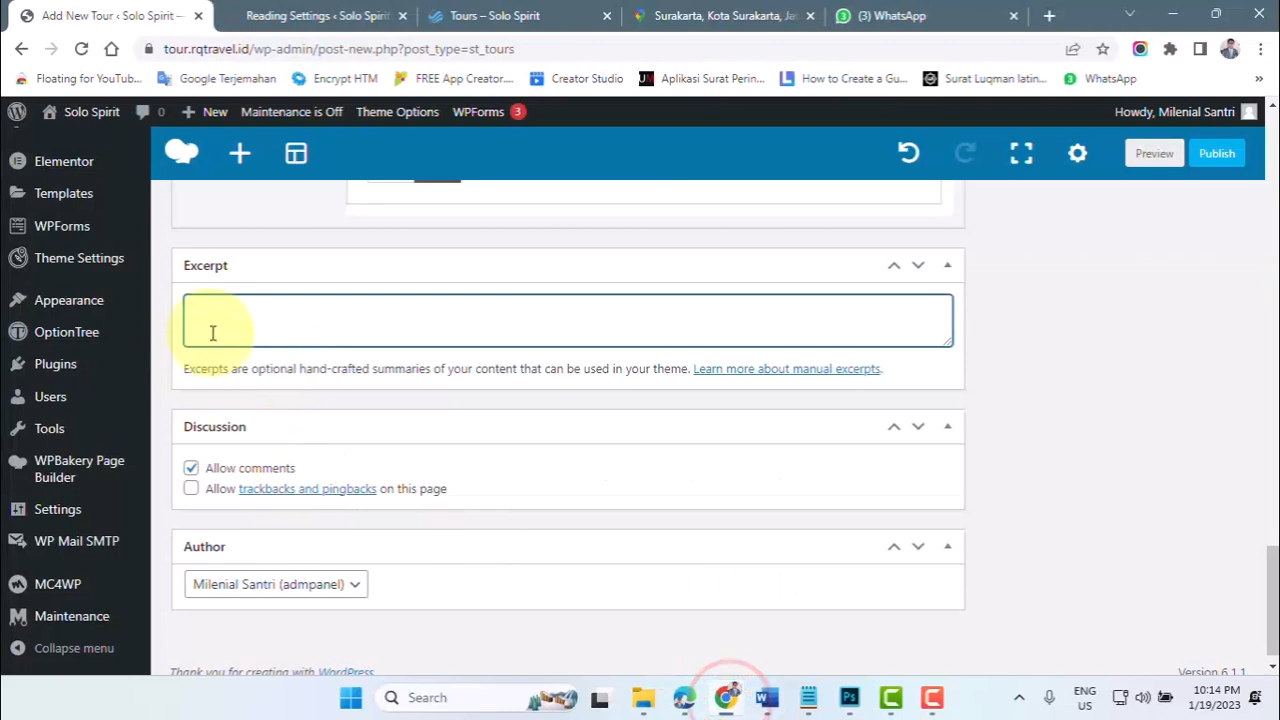 Add New Tour ‹ Solo Spirit —
Reading Settings ‹ Solo Spirit
Tours – Solo Spirit
Surakarta, Kota Surakarta, Ja
(3) WhatsApp
tour.rqtravel.id/wp-admin/post-new.php?post_type=st_tours
Floating for YouTub...
Google Terjemahan
Encrypt HTM
FREE App Creator....
Creator Studio
Aplikasi Surat Perin...
How to Create a Gu...
Surat Luqman latin...
WhatsApp
»
Solo Spirit
0
New
Maintenance is Off
Theme Options
WPForms 3
Howdy, Milenial Santri
Preview
Publish
Elementor
Templates
WPForms
Theme Settings
Appearance
OptionTree
Plugins
Users
Tools
WPBakery Page
Builder
Settings
WP Mail SMTP
MC4WP
Maintenance
Collapse menu
Excerpt
Excerpts are optional hand-crafted summaries of your content that can be used in your theme. Learn more about manual excerpts.
Discussion
Allow comments
Allow trackbacks and pingbacks on this page
Author
Milenial Santri (admpanel)
Thank you for creating with WordPress
Version 6.1.1
Search
ENG
US
10:14 PM
1/19/2023